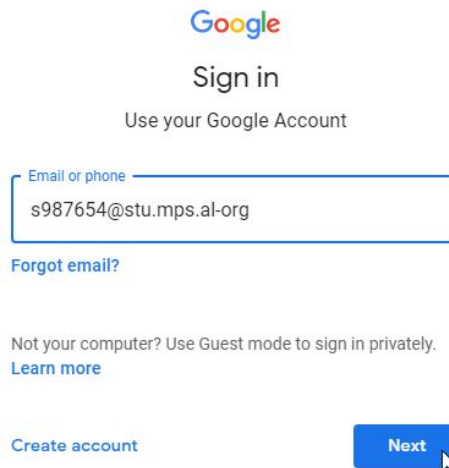 Google
Sign in
Use your Google Account
Email or phone
s987654@stu.mps.al-org
Forgot email?
Not your computer? Use Guest mode to sign in privately.
Learn more
Create account
Next